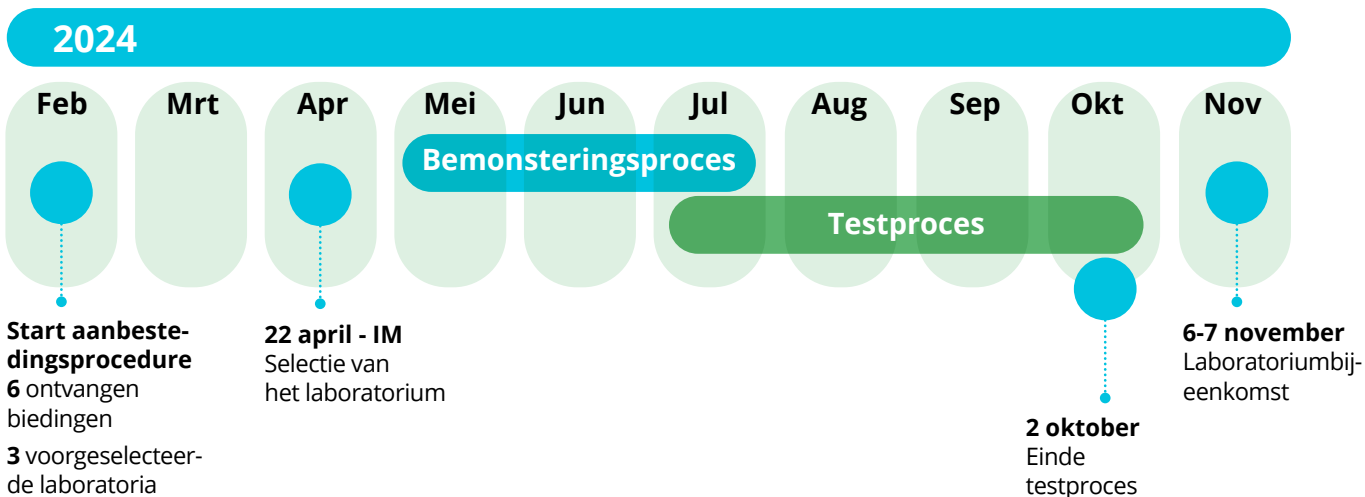 2024
Feb Mrt Apr Mei Jun Jul Aug Sep Okt Nov
Bemonsteringsproces
Testproces
Start aanbeste-
dingsprocedure
6 ontvangen
biedingen
3 voorgeselecteer-
de laboratoria
22 april - IM
Selectie van
het laboratorium
2 oktober
Einde
testproces
6-7 november
Laboratoriumbij-
eenkomst